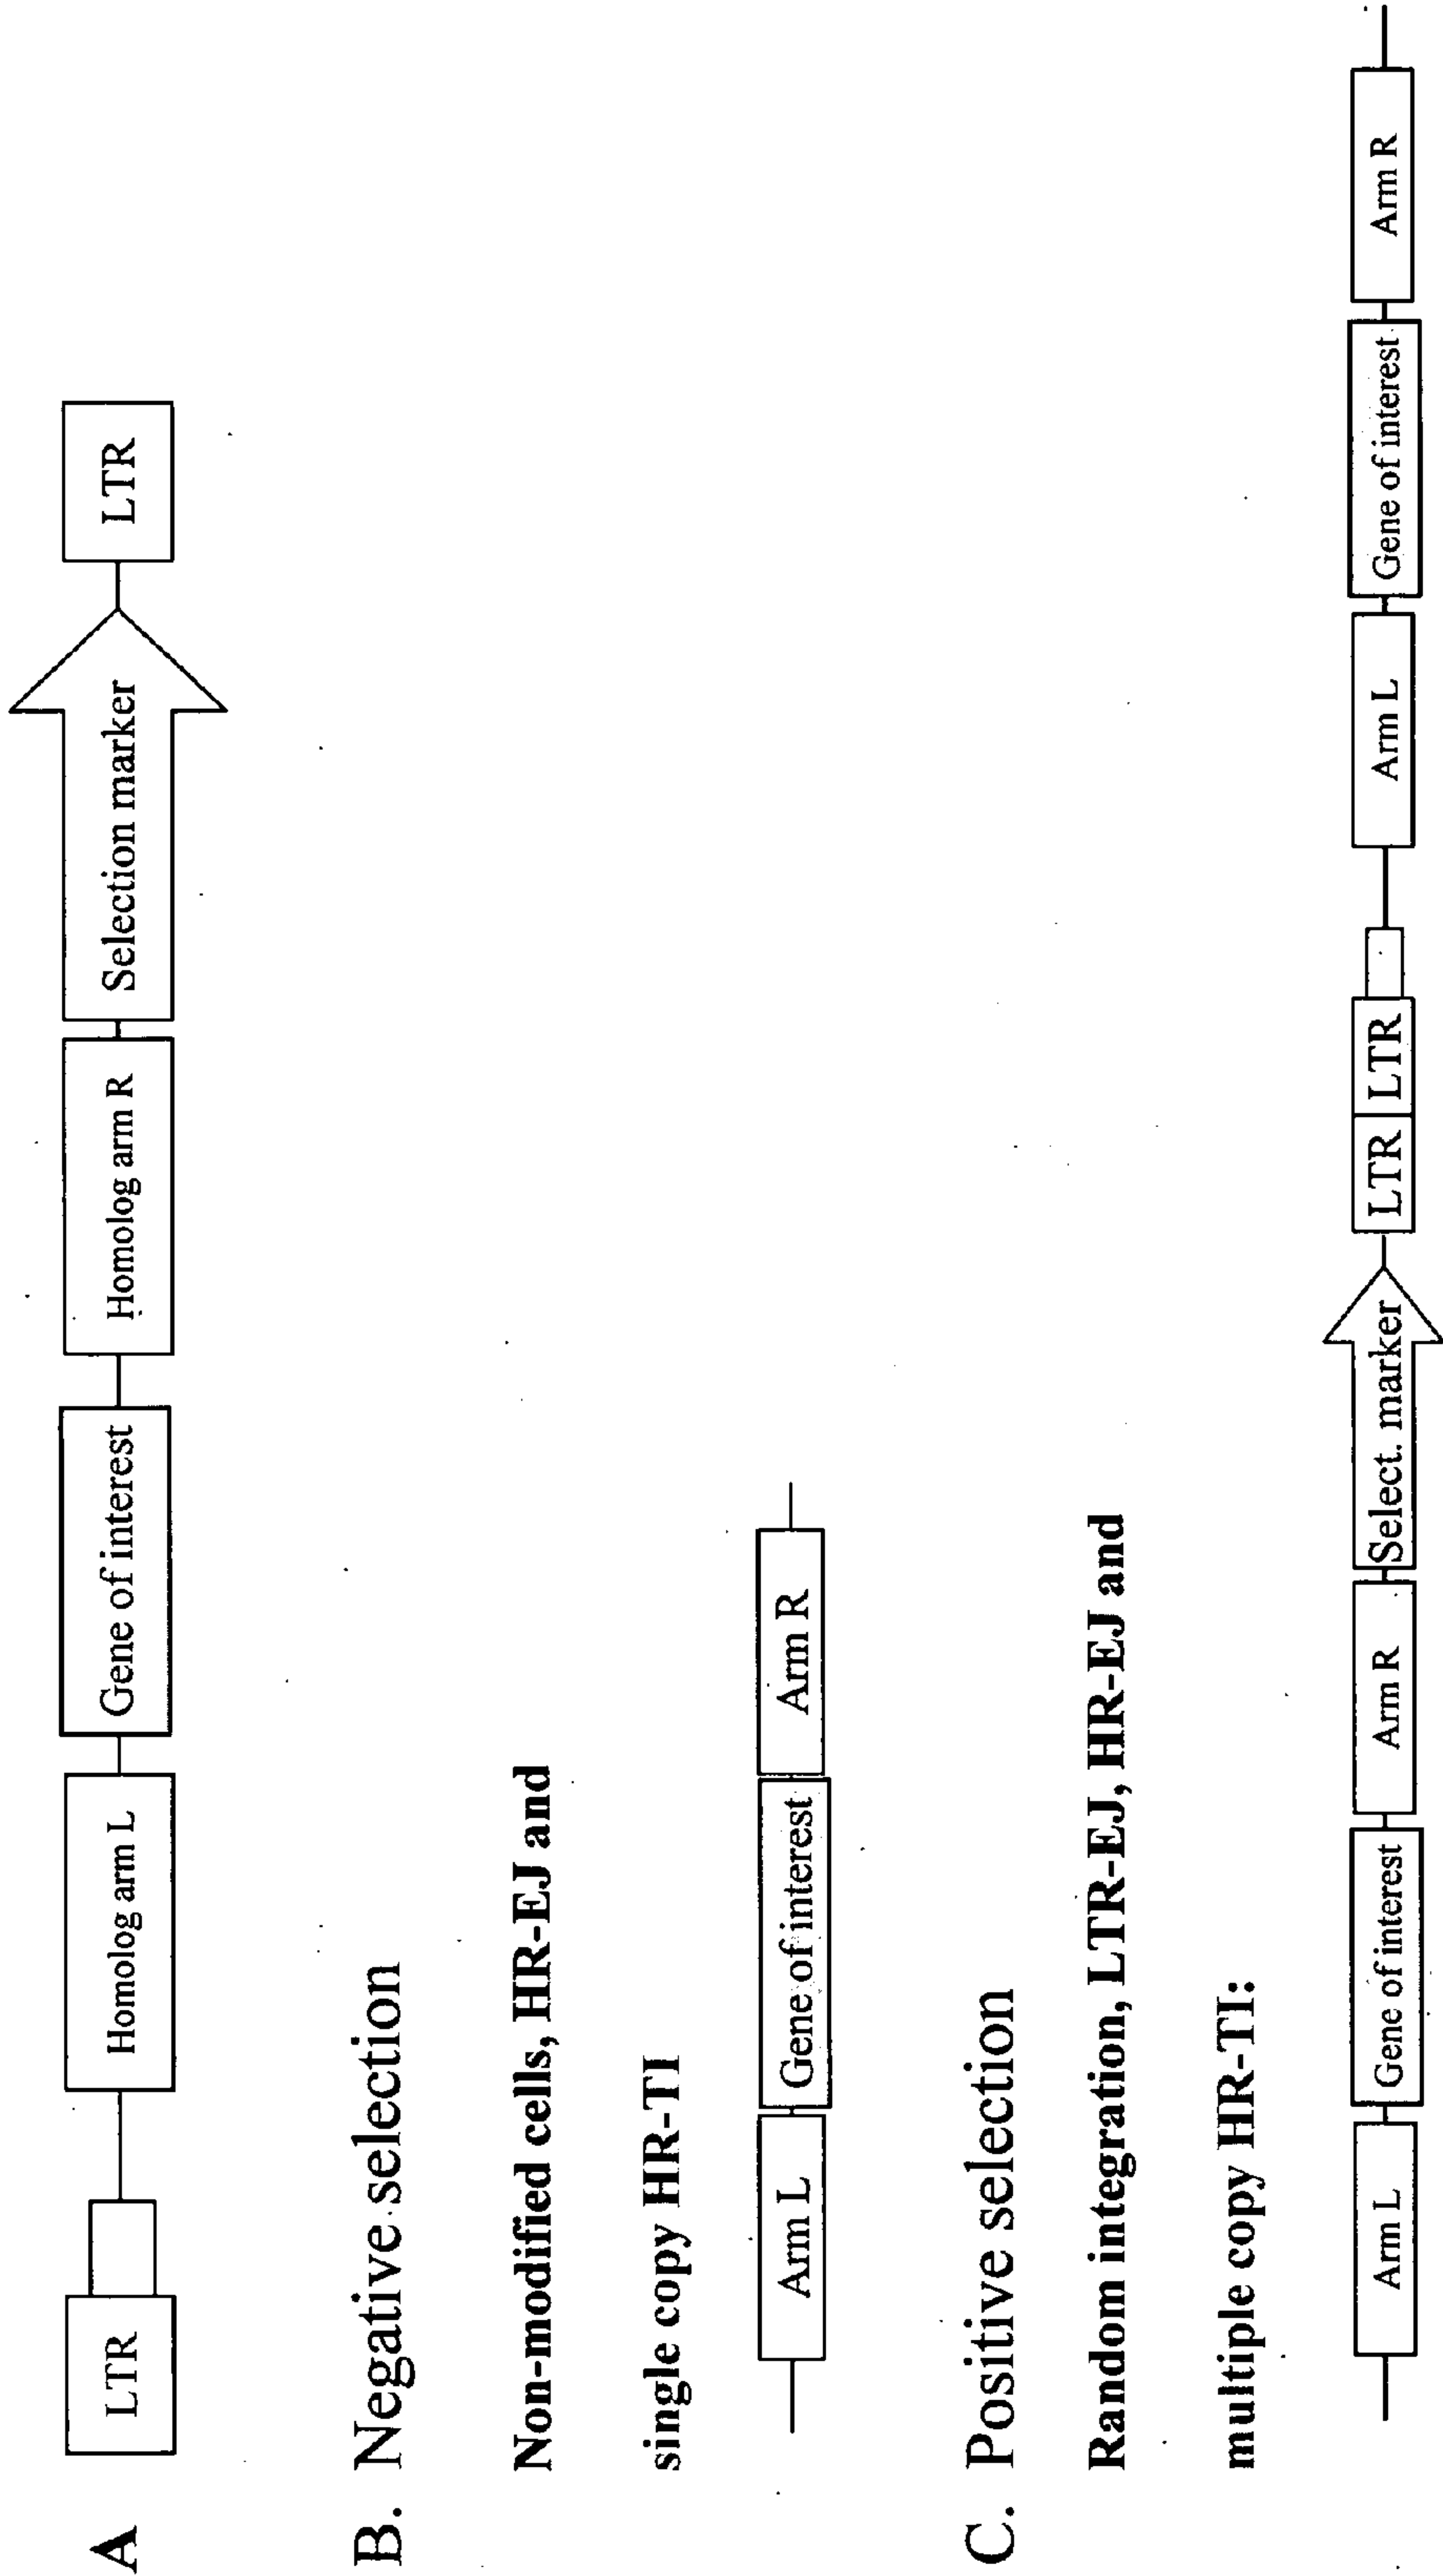 A LTR Homolog arm L Gene of interest Homolog arm R Selection marker LTR
B. Negative selection
Non-modified cells, HR-EJ and
single copy HR-TI
Arm L Gene of interest Arm R
C. Positive selection
Random integration, LTR-EJ, HR-EJ and
multiple copy HR-TI:
Arm L Gene of interest Arm R Select. marker LTR LTR Arm L Gene of interest Arm R